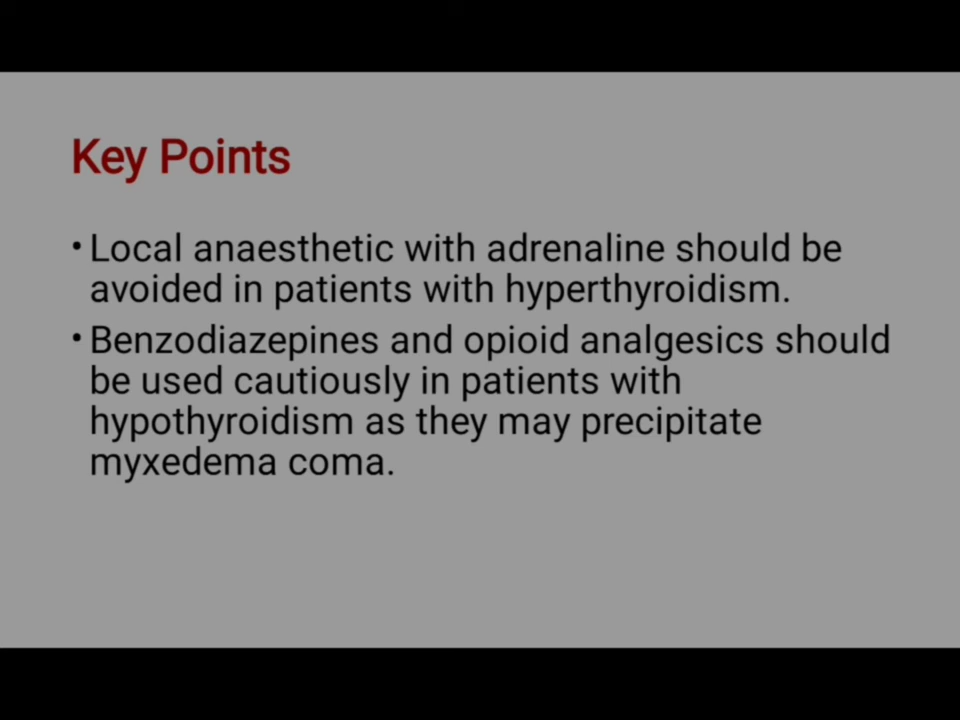 Key Points
• Local anaesthetic with adrenaline should be
avoided in patients with hyperthyroidism.
• Benzodiazepines and opioid analgesics should
be used cautiously in patients with
hypothyroidism as they may precipitate
myxedema coma.